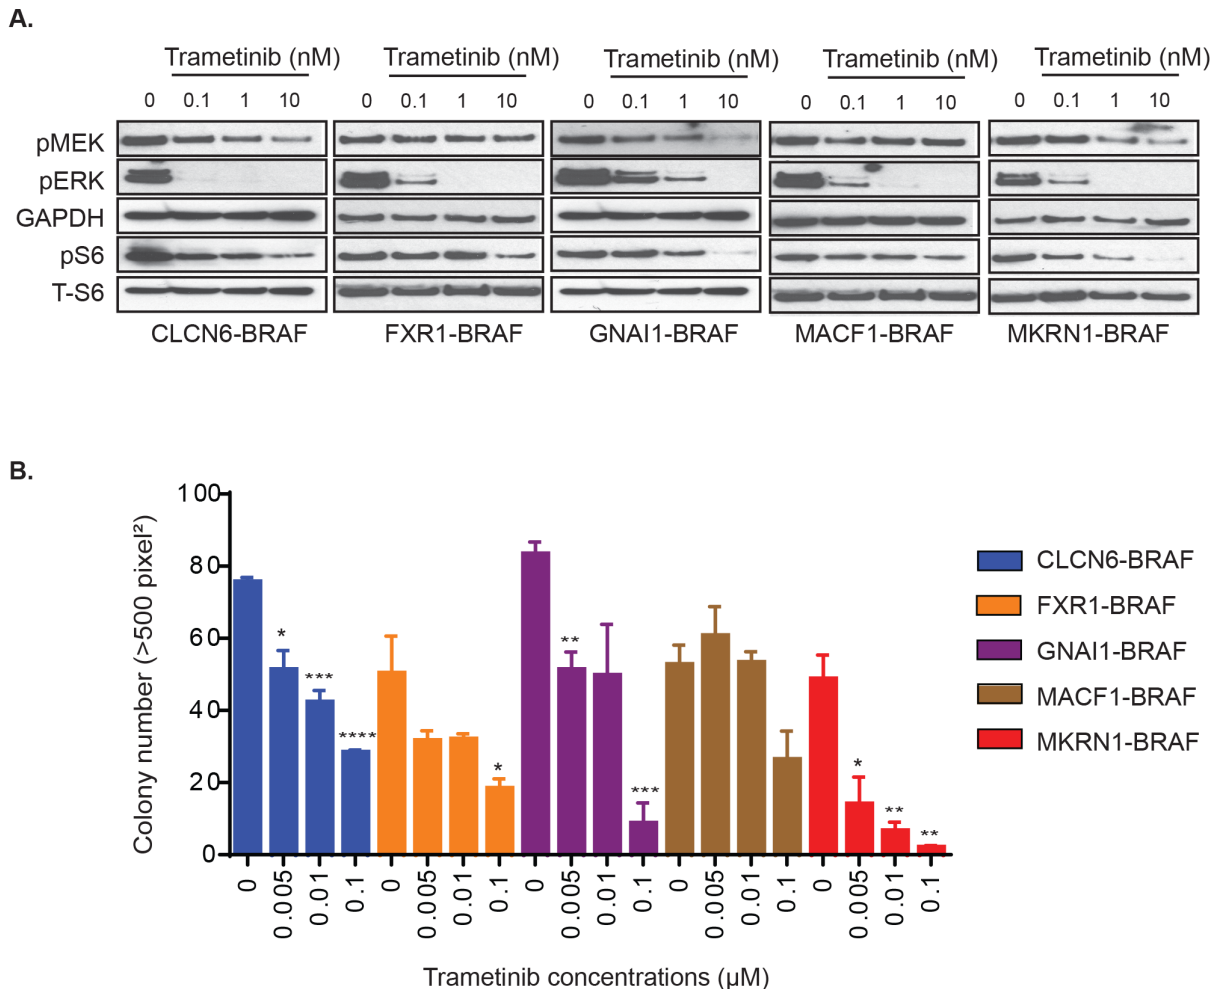 A.
Trametinib (nM) Trametinib (nM) Trametinib (nM) Trametinib (nM) Trametinib (nM)
0 0.1 1 10 0 0.1 1 10 0 0.1 1 10 0 0.1 1 10 0 0.1 1 10
pMEK
pERK
GAPDH
pS6
T-S6
CLCN6-BRAF FXR1-BRAF GNAI1-BRAF MACF1-BRAF MKRN1-BRAF
B.
Colony number (>500 pixel²)
100
80
60
40
20
0
* *** **** * ** *** * ** **
0 0.005 0.01 0.1 0 0.005 0.01 0.1 0 0.005 0.01 0.1 0 0.005 0.01 0.1 0 0.005 0.01 0.1
Trametinib concentrations (µM)
CLCN6-BRAF
FXR1-BRAF
GNAI1-BRAF
MACF1-BRAF
MKRN1-BRAF